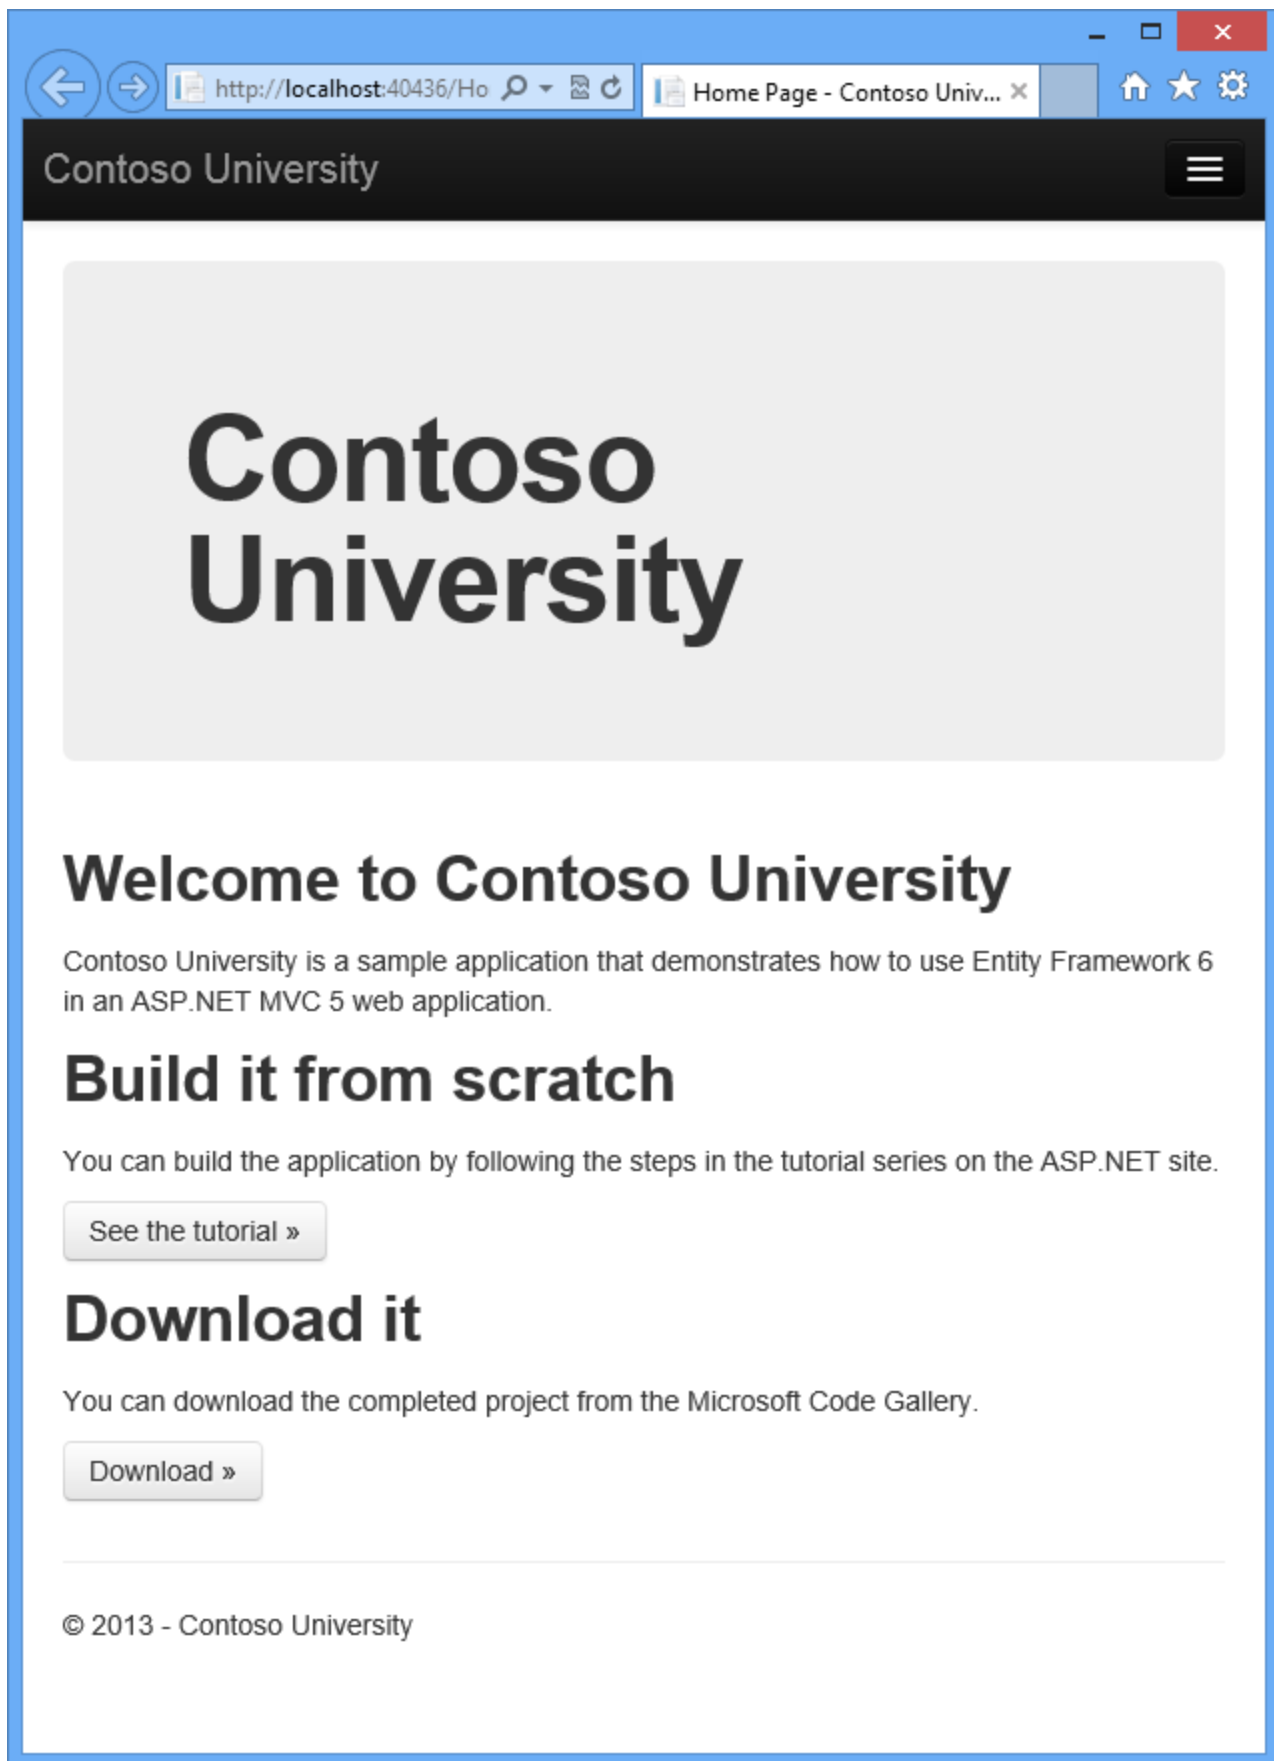 http://localhost:40436/Ho
Home Page - Contoso Univ...
Contoso University
Contoso
University
Welcome to Contoso University
Contoso University is a sample application that demonstrates how to use Entity Framework 6
in an ASP.NET MVC 5 web application.
Build it from scratch
You can build the application by following the steps in the tutorial series on the ASP.NET site.
See the tutorial »
Download it
You can download the completed project from the Microsoft Code Gallery.
Download »
© 2013 - Contoso University